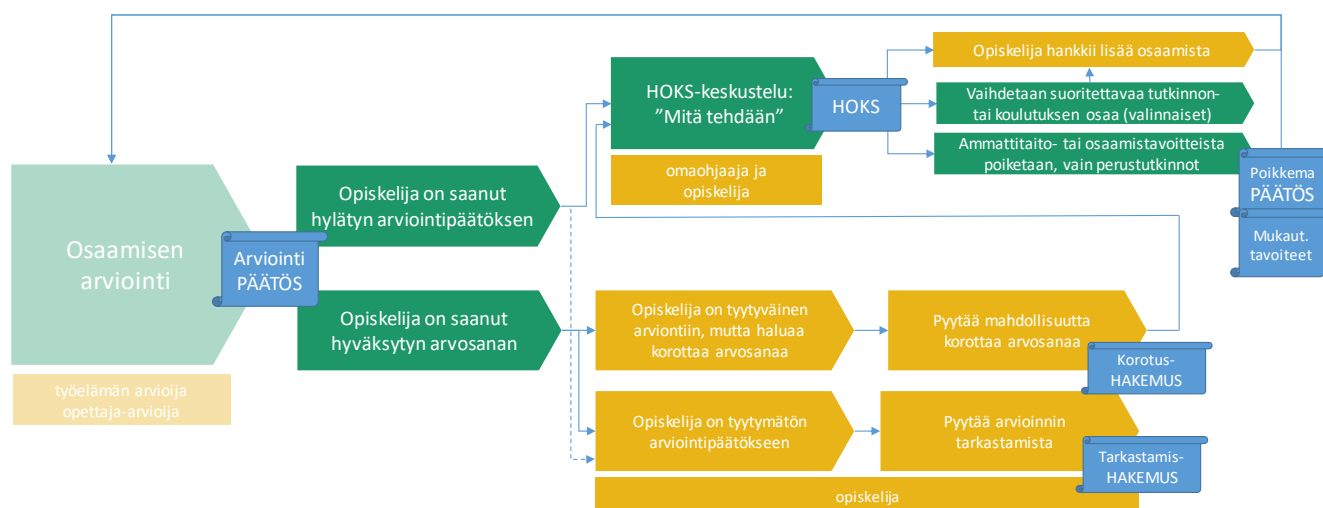 Osaamisen
arviointi
työelämän arvioija
opettaja-arvioija
Arviointi
PÄÄTÖS
Opiskelija on saanut
hylätyn arviointipäätöksen
Opiskelija on saanut
hyväksytyn arvosanan
HOKS-keskustelu:
”Mitä tehdään”
HOKS
omaohjaaja ja
opiskelija
Opiskelija hankkii lisää osaamista
Vaihdetaan suoritettavaa tutkinnon-
tai koulutuksen osaa (valinnaiset)
Ammattitaito- tai osaamistavoitteista
poiketaan, vain perustutkinnot
Poikkema
PÄÄTÖS
Mukaut.
tavoiteet
Opiskelija on tyytyväinen
arviontiin, mutta haluaa
korottaa arvosanaa
Pyytää mahdollisuutta
korottaa arvosanaa
Korotus-
HAKEMUS
Opiskelija on tyytymätön
arviointipäätökseen
Pyytää arvioinnin
tarkastamista
Tarkastamis-
HAKEMUS
opiskelija